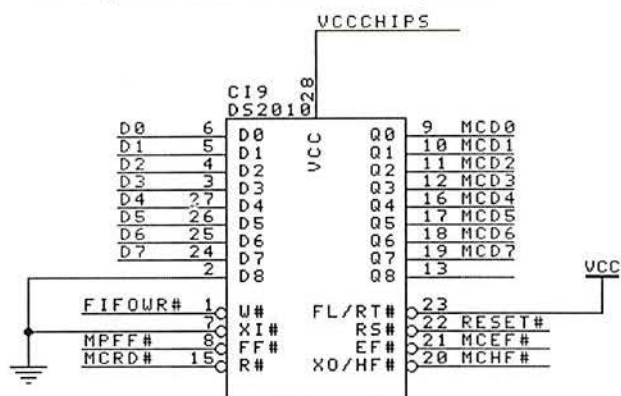 VCCCHIPS
28
CI9
DS2010
VCC
D0 6 D0 Q0 9 MCD0
D1 5 D1 Q1 10 MCD1
D2 4 D2 Q2 11 MCD2
D3 3 D3 Q3 12 MCD3
D4 27 D4 Q4 16 MCD4
D5 26 D5 Q5 17 MCD5
D6 25 D6 Q6 18 MCD6
D7 24 D7 Q7 19 MCD7
2 D8 Q8 13
VCC
FIFOWR# 1 W# FL/RT# 23
7 XI# RS# 22 RESET#
MPFF# 8 FF# EF# 21 MCEF#
MCRD# 15 R# XO/HF# 20 MCHF#